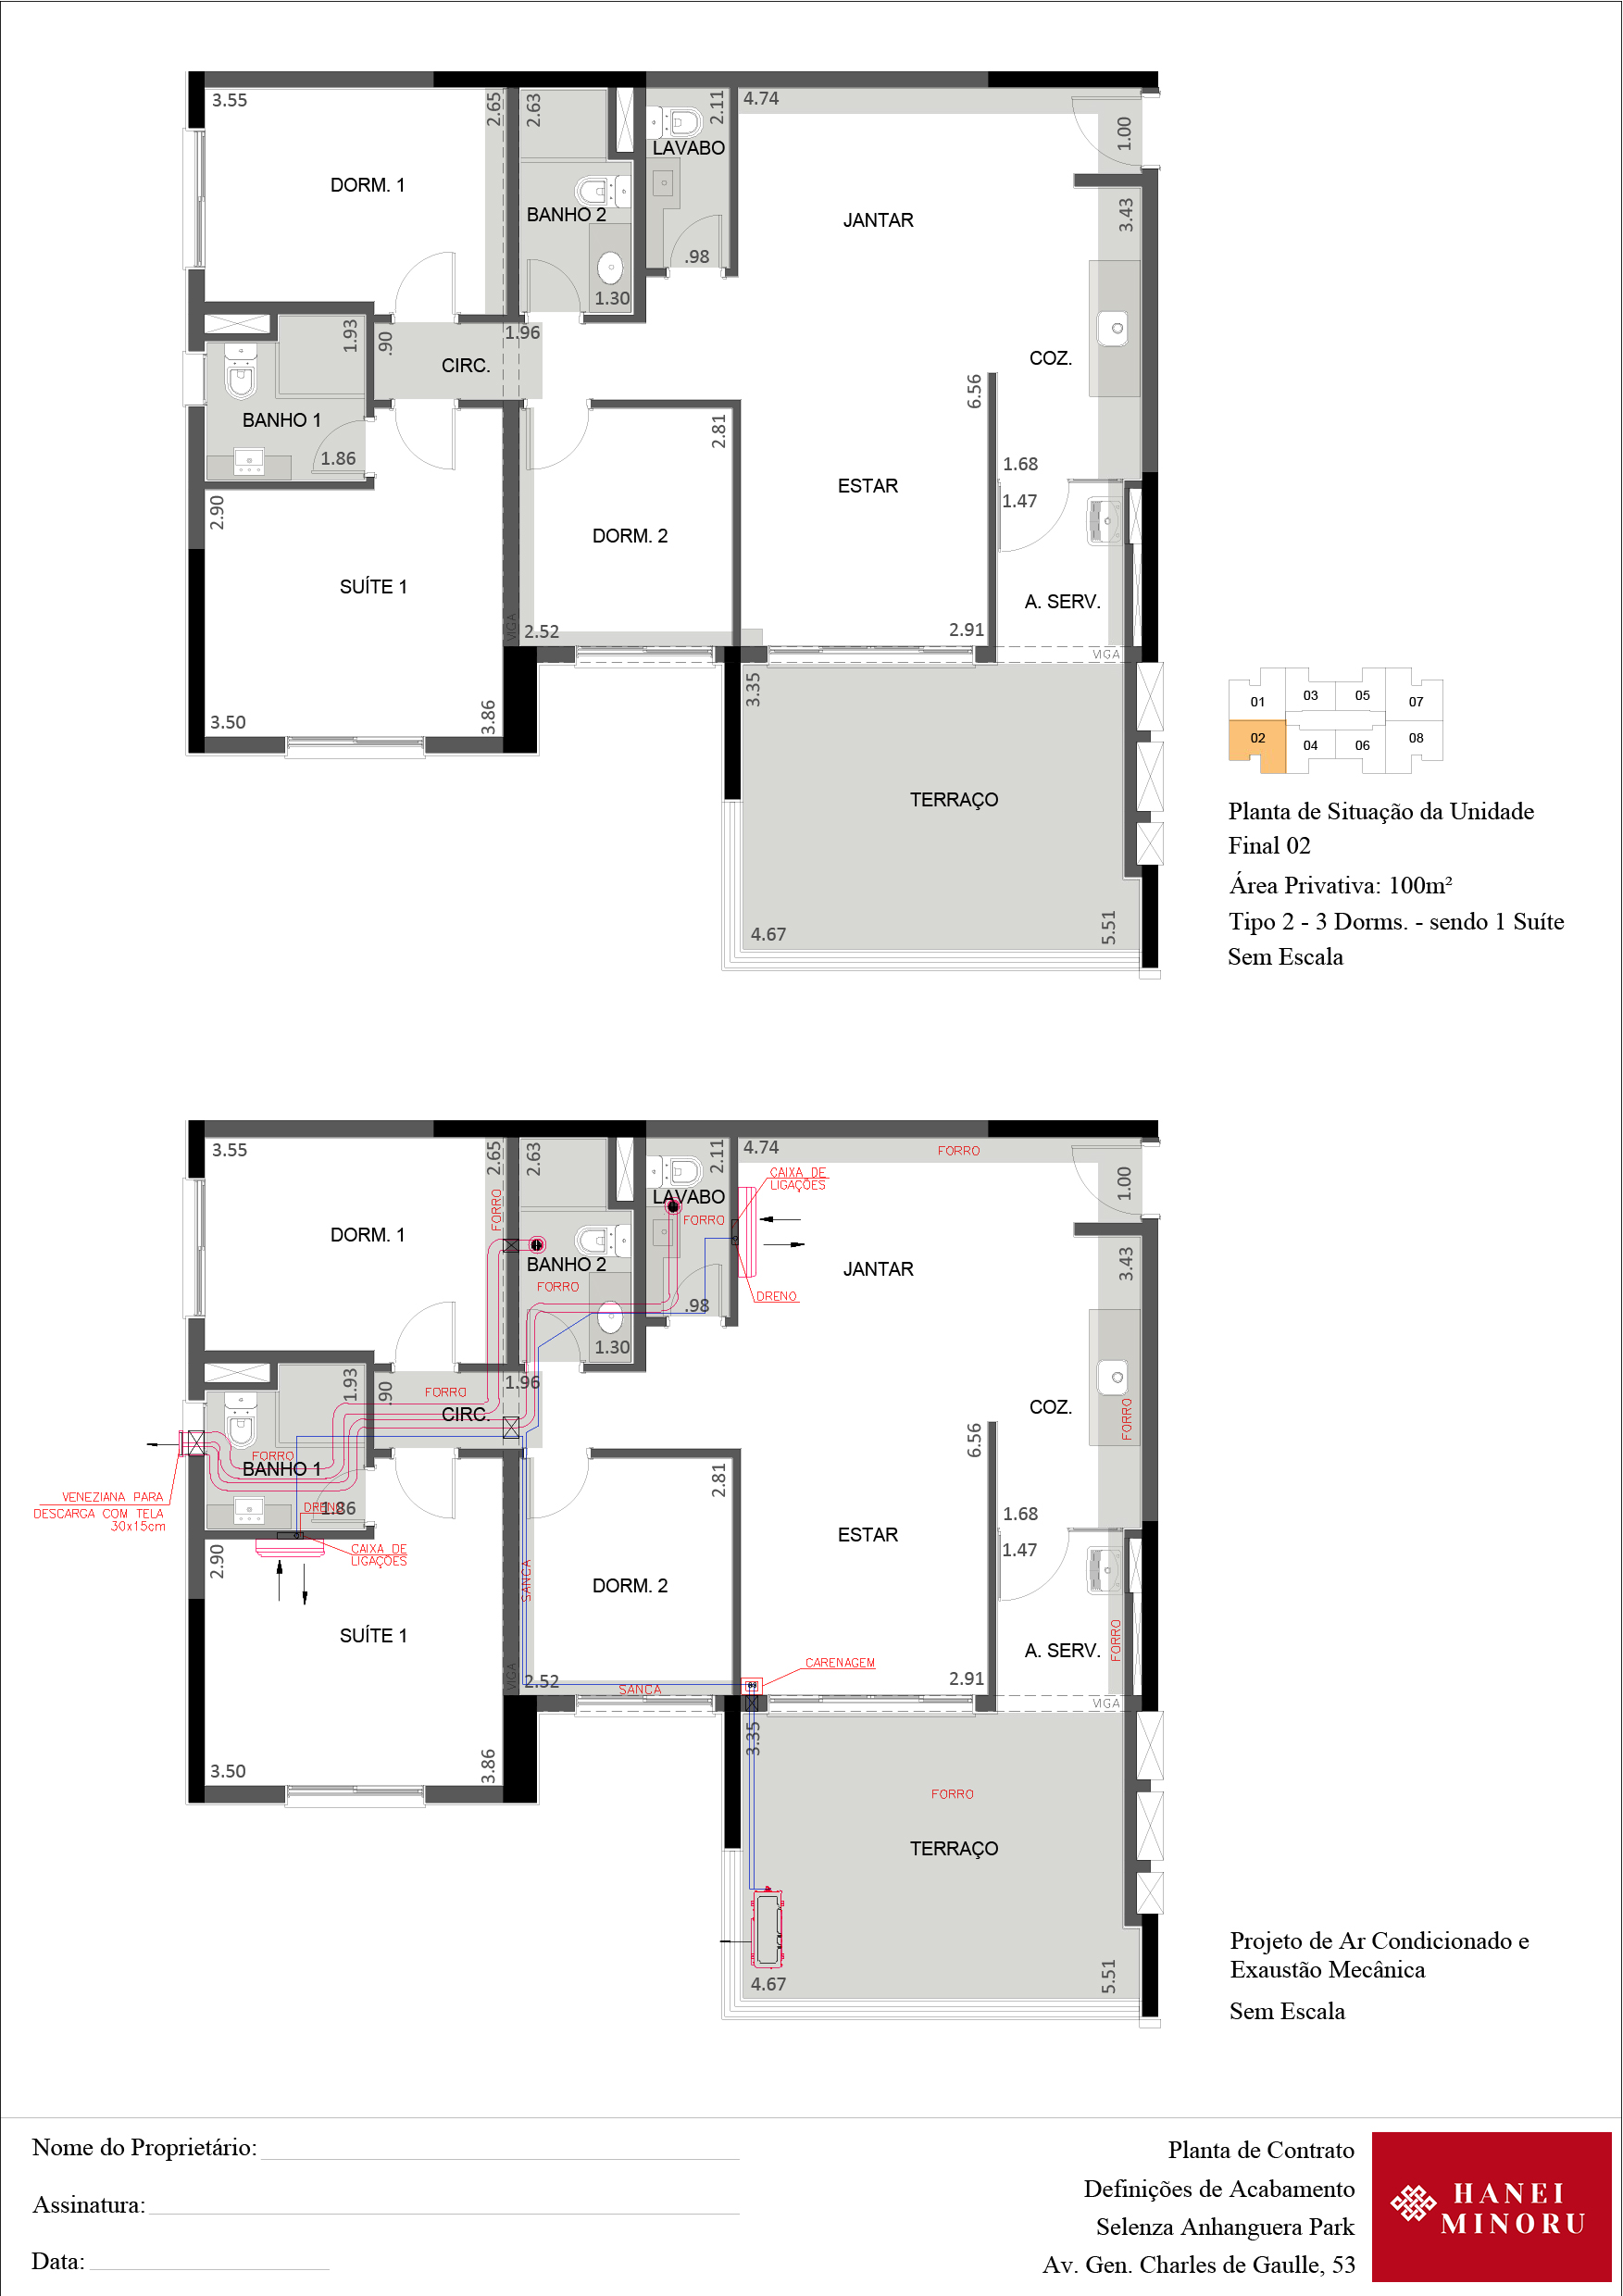 3.55
2.65
2.63
2.11
4.74
1.00
LAVABO
DORM. 1
BANHO 2
JANTAR
3.43
.98
1.30
1.93
.90
1.96
CIRC.
COZ.
6.56
BANHO 1
2.81
1.86
1.68
ESTAR
1.47
2.90
DORM. 2
SUÍTE 1
A. SERV.
VIGA
2.52
2.91
VIGA
3.35
3.50
3.86
TERRAÇO
4.67
5.51
01
03
05
07
02
04
06
08
Planta de Situação da Unidade
Final 02
Área Privativa: 100m²
Tipo 2 - 3 Dorms. - sendo 1 Suíte
Sem Escala
3.55
2.65
2.63
2.11
4.74
FORRO
1.00
CAIXA DE
LIGAÇÕES
LAVABO
FORRO
FORRO
DORM. 1
BANHO 2
FORRO
JANTAR
3.43
DRENO
.98
1.30
1.93
.90
1.96
FORRO
CIRC.
COZ.
FORRO
6.56
FORRO
BANHO 1
2.81
VENEZIANA PARA
DESCARGA COM TELA
30x15cm
DRENO
1.86
1.68
ESTAR
CAIXA DE
LIGAÇÕES
1.47
2.90
SANCA
DORM. 2
SUÍTE 1
FORRO
A. SERV.
CARENAGEM
VIGA
2.52
SANCA
2.91
VIGA
3.35
3.50
3.86
FORRO
TERRAÇO
4.67
5.51
Projeto de Ar Condicionado e
Exaustão Mecânica
Sem Escala
Nome do Proprietário:
Assinatura:
Data:
Planta de Contrato
Definições de Acabamento
Selenza Anhanguera Park
Av. Gen. Charles de Gaulle, 53
HANEI
MINORU